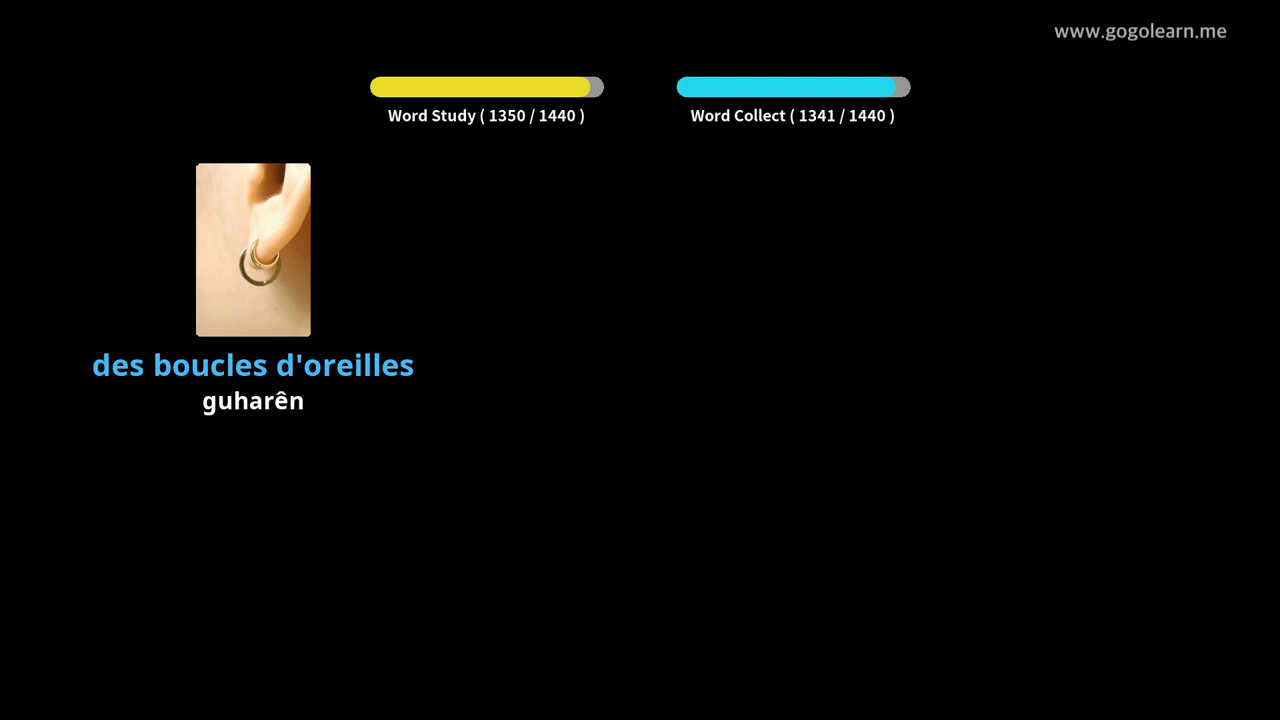 www.gogolearn.me
Word Study ( 1350 / 1440 )
Word Collect ( 1341 / 1440 )
des boucles d'oreilles
guharên